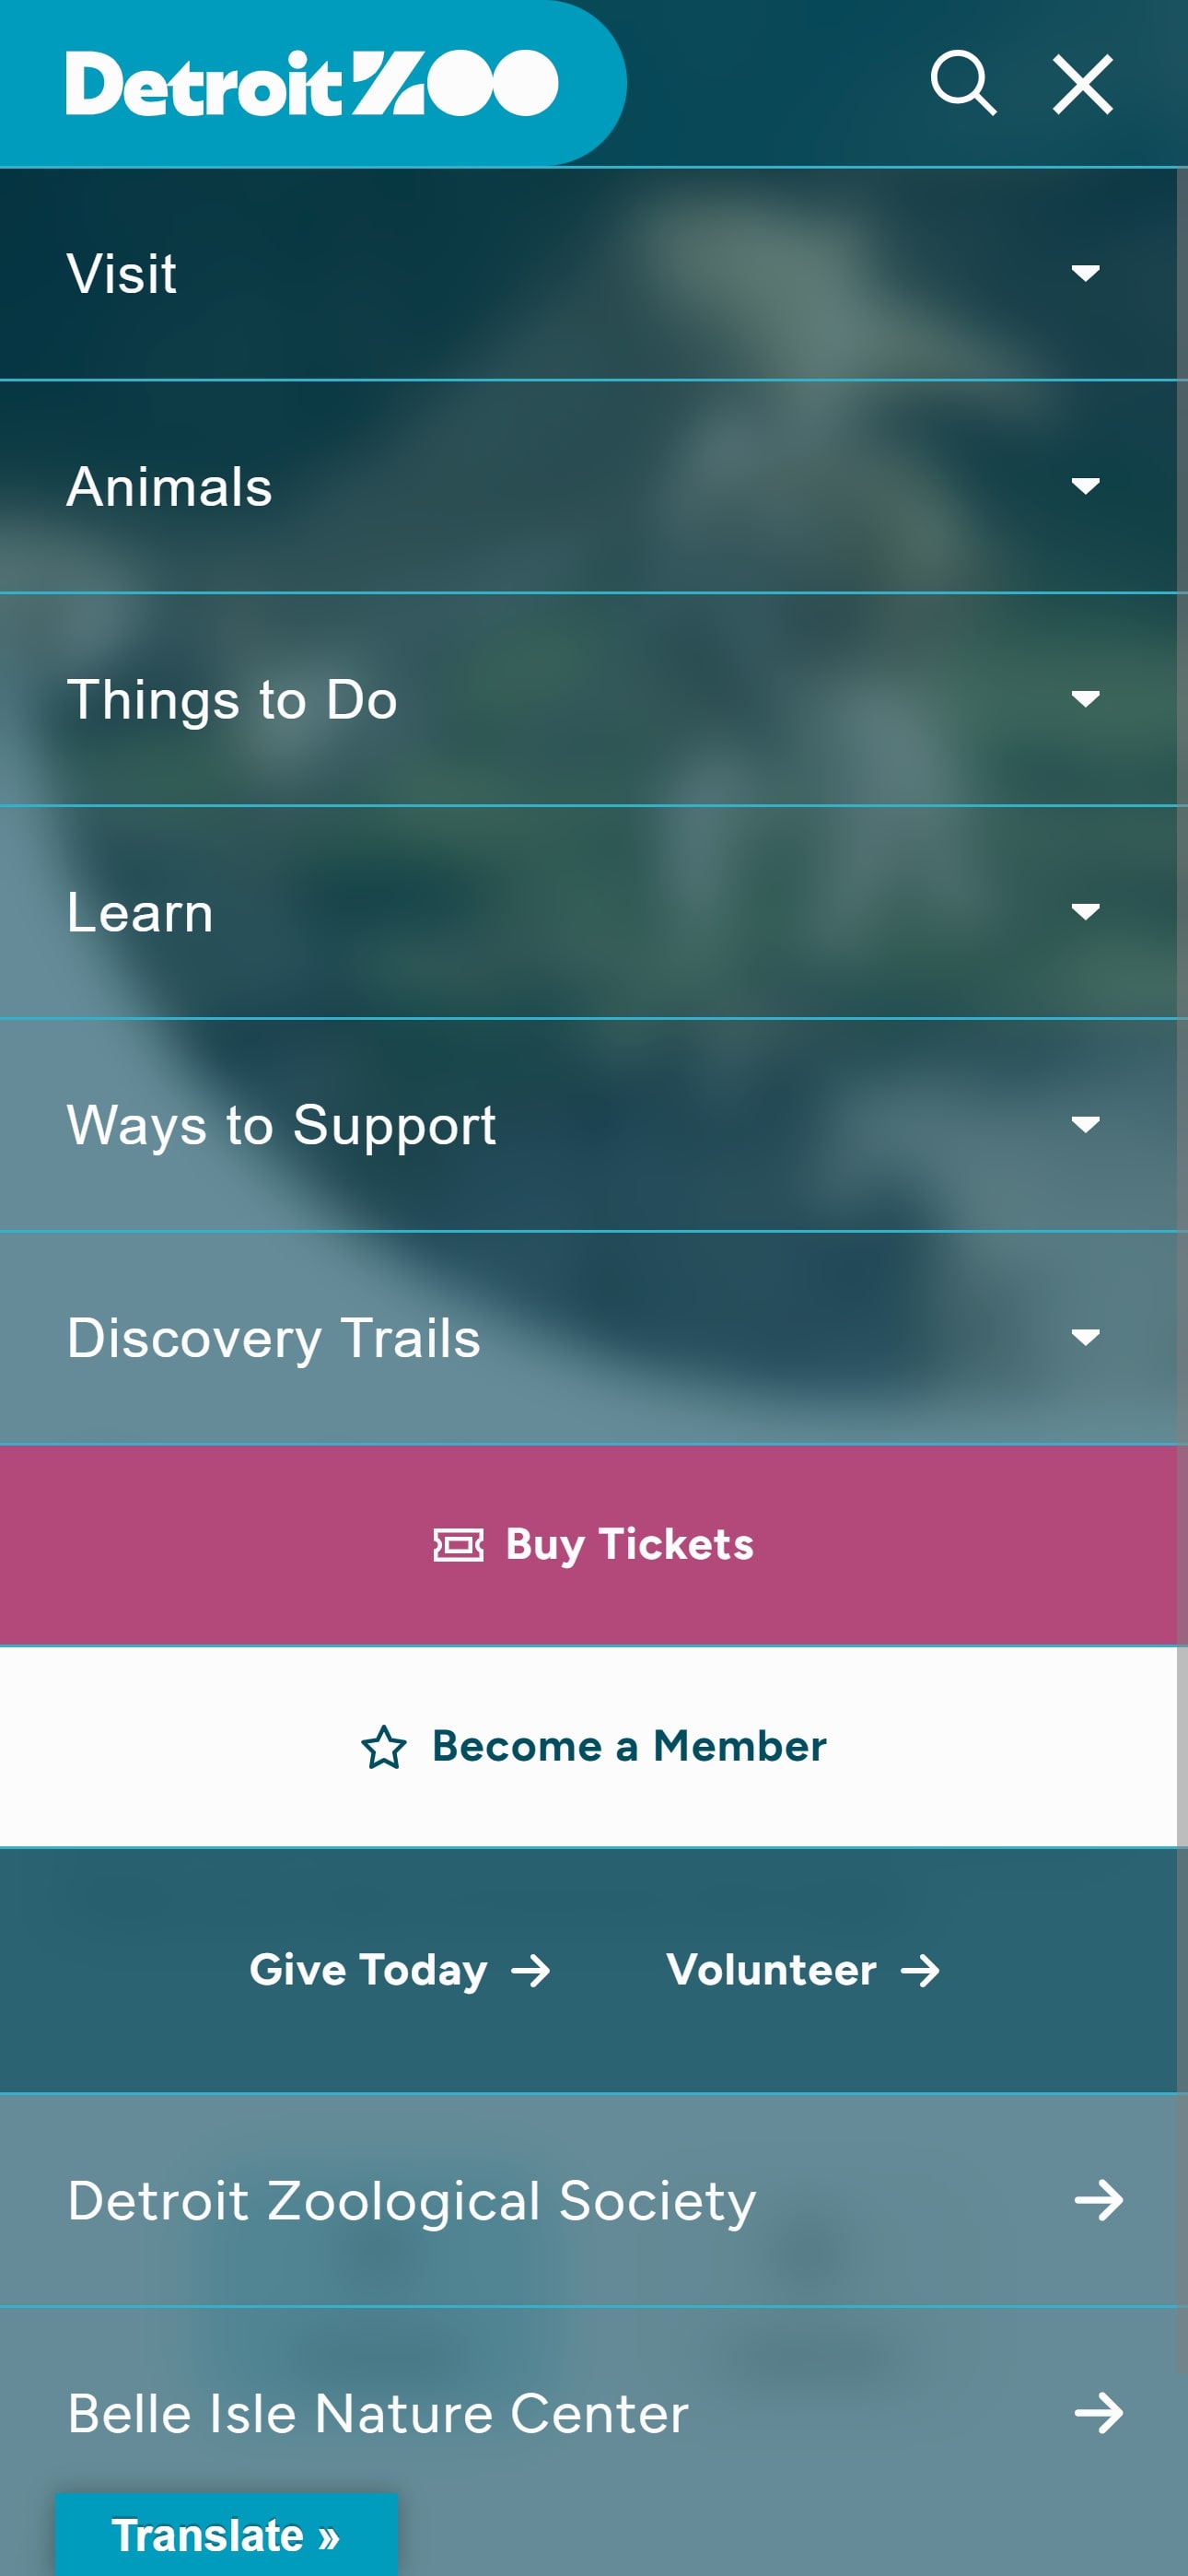 Detroit Zoo
Visit
Animals
Things to Do
Learn
Ways to Support
Discovery Trails
Buy Tickets
Become a Member
Give Today
Volunteer
Detroit Zoological Society
Belle Isle Nature Center
Translate »